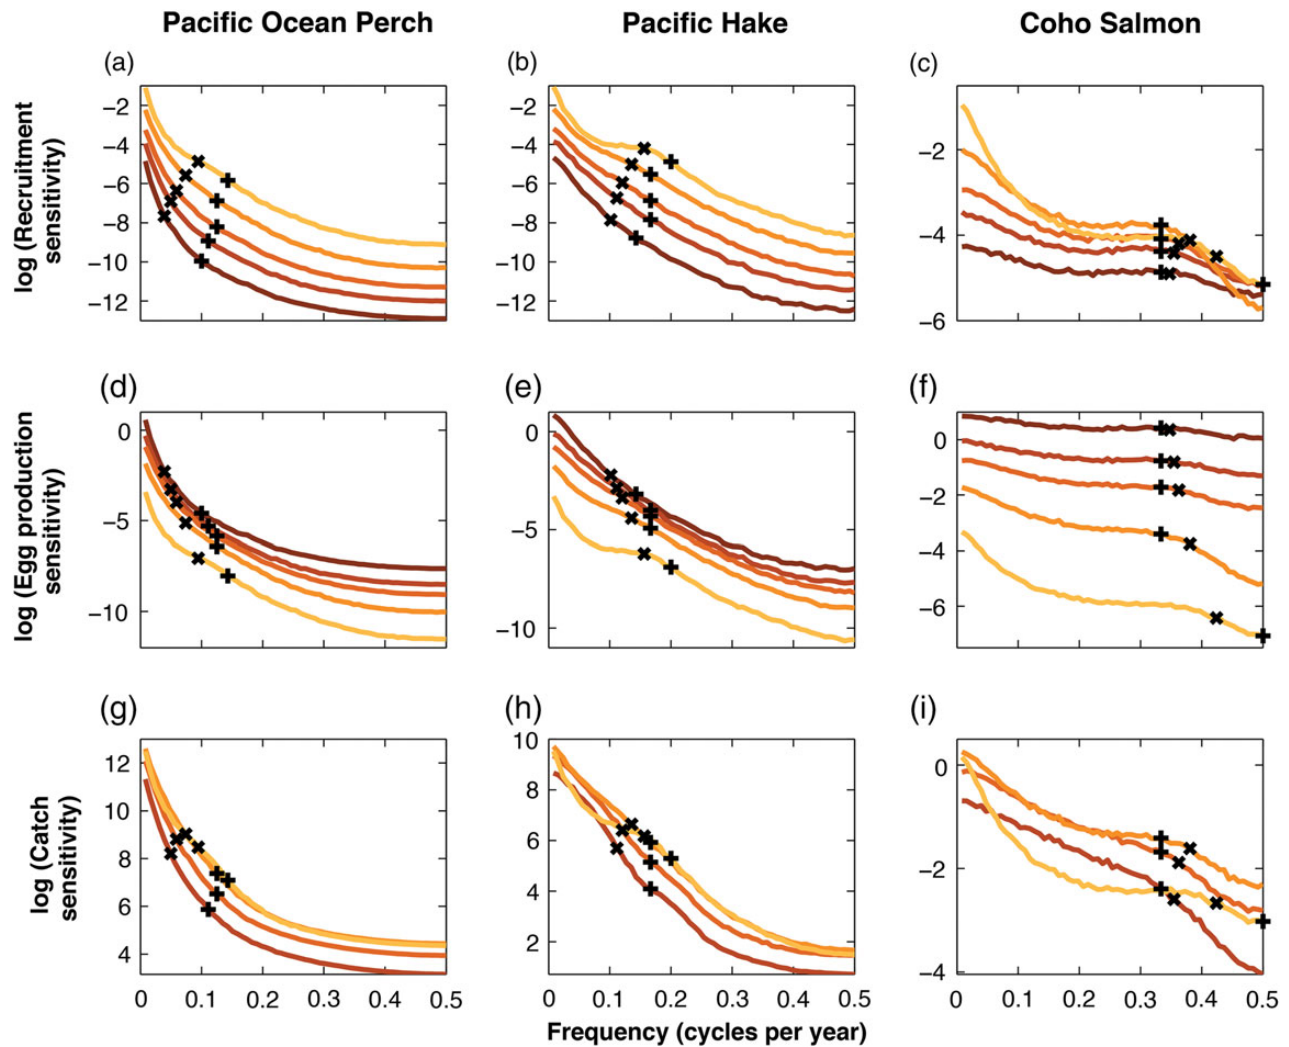 Pacific Ocean Perch
Pacific Hake
Coho Salmon
(a)
(b)
(c)
log (Recruitment
sensitivity)
−2
−4
−6
−8
−10
−12
−2
−4
−6
−8
−10
−12
−2
−4
−6
(d)
(e)
(f)
log (Egg production
sensitivity)
0
−5
−10
0
−5
−10
0
−2
−4
−6
(g)
(h)
(i)
log (Catch
sensitivity)
12
10
8
6
4
10
8
6
4
2
0
−2
−4
0 0.1 0.2 0.3 0.4 0.5
0 0.1 0.2 0.3 0.4 0.5
0 0.1 0.2 0.3 0.4 0.5
Frequency (cycles per year)